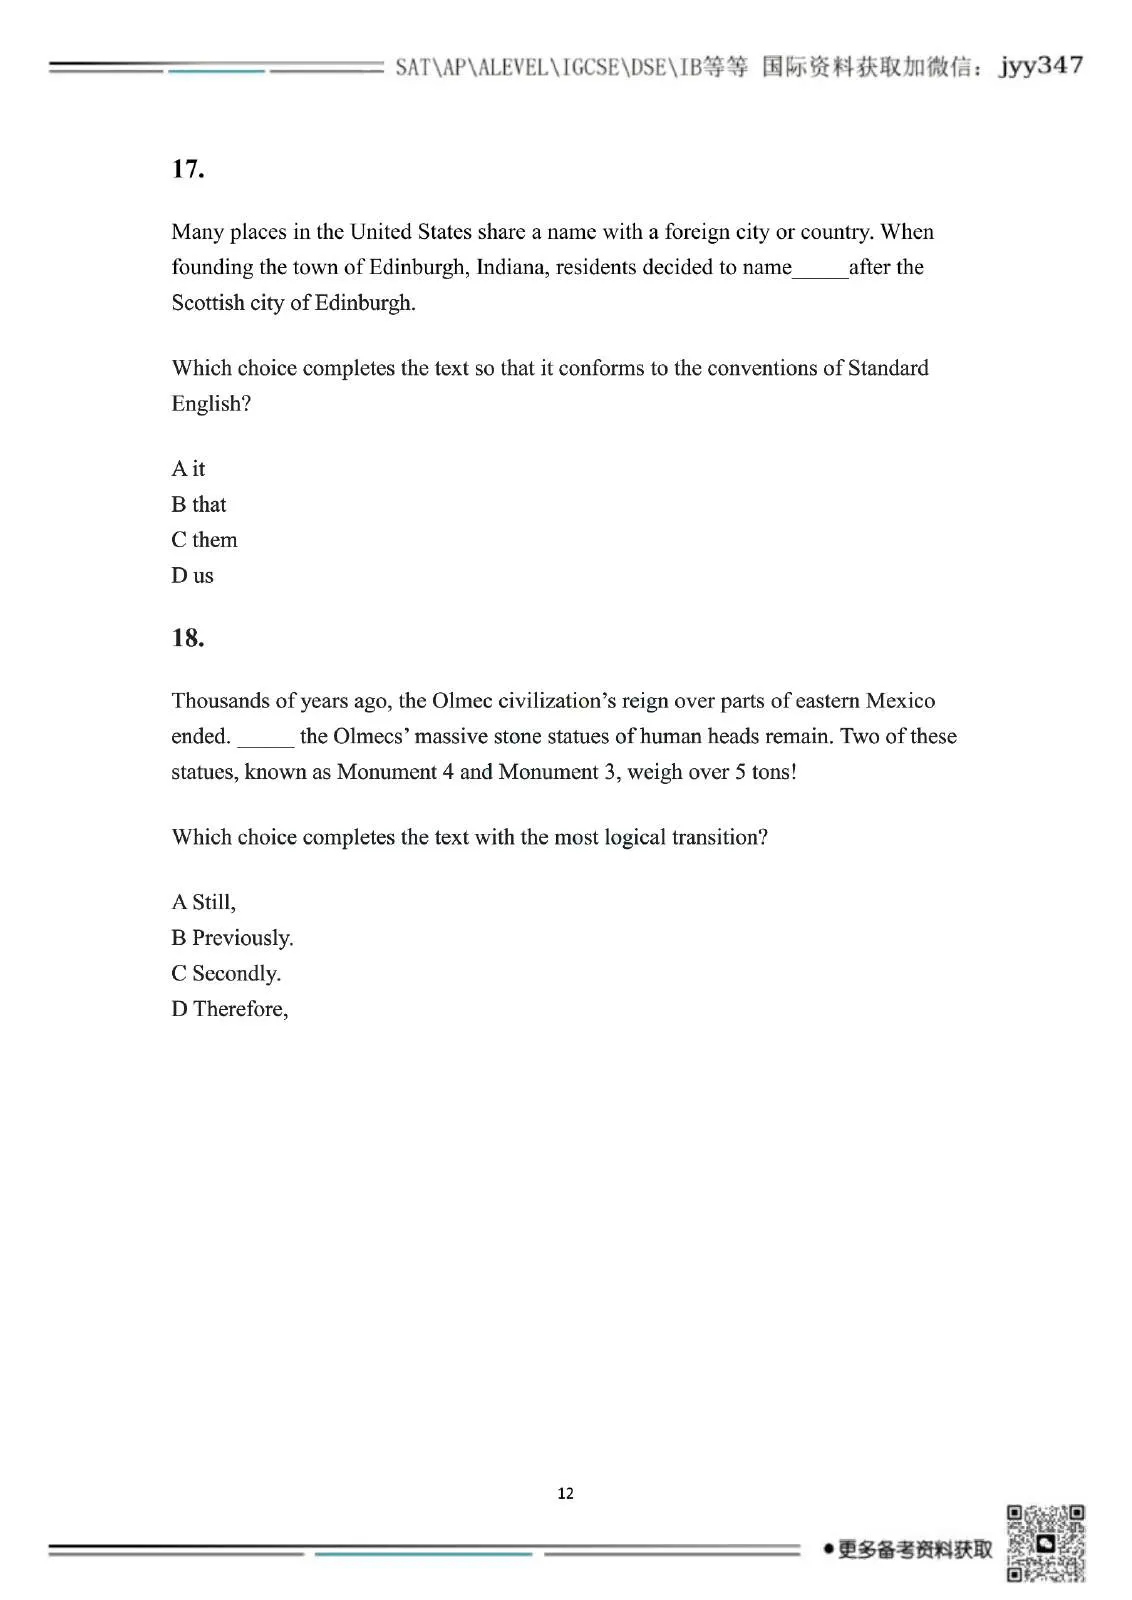 SAT\AP\ALEVEL\IGCSE\DSE\IB等等 国际资料获取加微信: jyy347
17.
Many places in the United States share a name with a foreign city or country. When
founding the town of Edinburgh, Indiana, residents decided to name_____after the
Scottish city of Edinburgh.
Which choice completes the text so that it conforms to the conventions of Standard
English?
A it
B that
C them
D us
18.
Thousands of years ago, the Olmec civilization’s reign over parts of eastern Mexico
ended. _____ the Olmecs’ massive stone statues of human heads remain. Two of these
statues, known as Monument 4 and Monument 3, weigh over 5 tons!
Which choice completes the text with the most logical transition?
A Still,
B Previously.
C Secondly.
D Therefore,
12
●更多备考资料获取